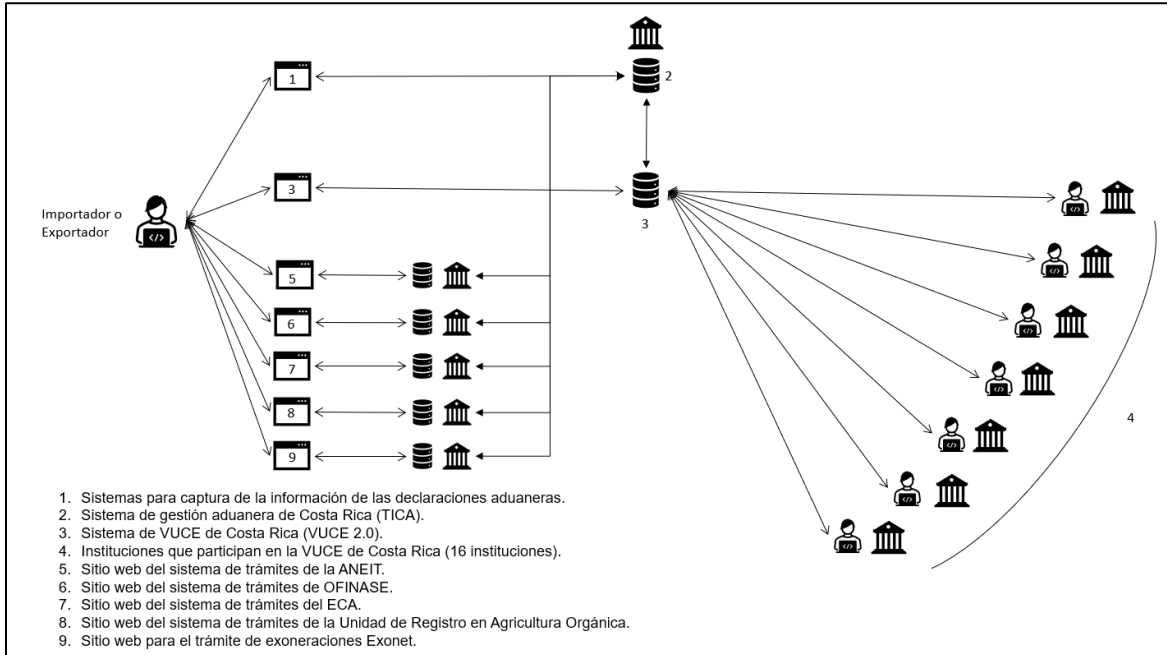 1
2
3
3
Importador o
Exportador
5
6
7
8
9
4
1. Sistemas para captura de la información de las declaraciones aduaneras.
2. Sistema de gestión aduanera de Costa Rica (TICA).
3. Sistema de VUCE de Costa Rica (VUCE 2.0).
4. Instituciones que participan en la VUCE de Costa Rica (16 instituciones).
5. Sitio web del sistema de trámites de la ANEIT.
6. Sitio web del sistema de trámites de OFINASE.
7. Sitio web del sistema de trámites del ECA.
8. Sitio web del sistema de trámites de la Unidad de Registro en Agricultura Orgánica.
9. Sitio web para el trámite de exoneraciones Exonet.